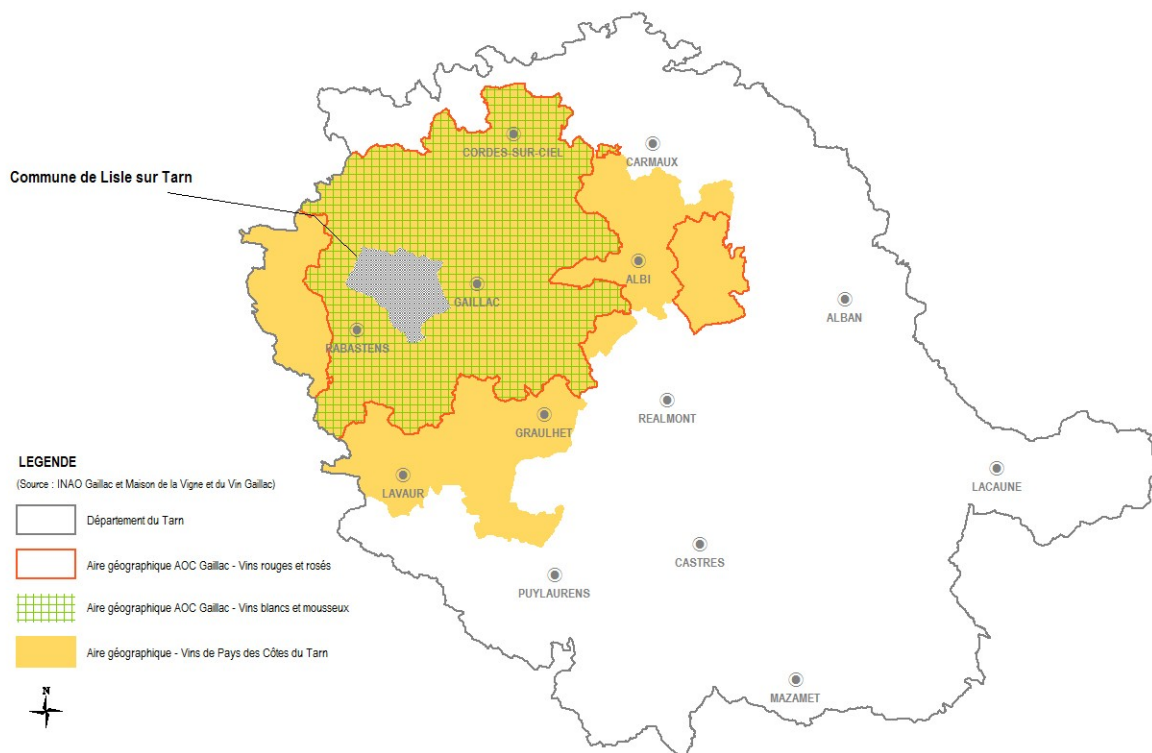 CORDES-SUR-CIEL
CARMAUX
Commune de Lisle sur Tarn
ALBI
GAILLAC
ALBAN
RABASTENS
REALMONT
GRAULHET
LEGENDE
(Source : INAO Gaillac et Maison de la Vigne et du Vin Gaillac)
LACAUNE
LAVAUR
Département du Tarn
Aire géographique AOC Gaillac - Vins rouges et rosés
CASTRES
PUYLAURENS
Aire géographique AOC Gaillac - Vins blancs et mousseux
Aire géographique - Vins de Pays des Côtes du Tarn
MAZAMET
N